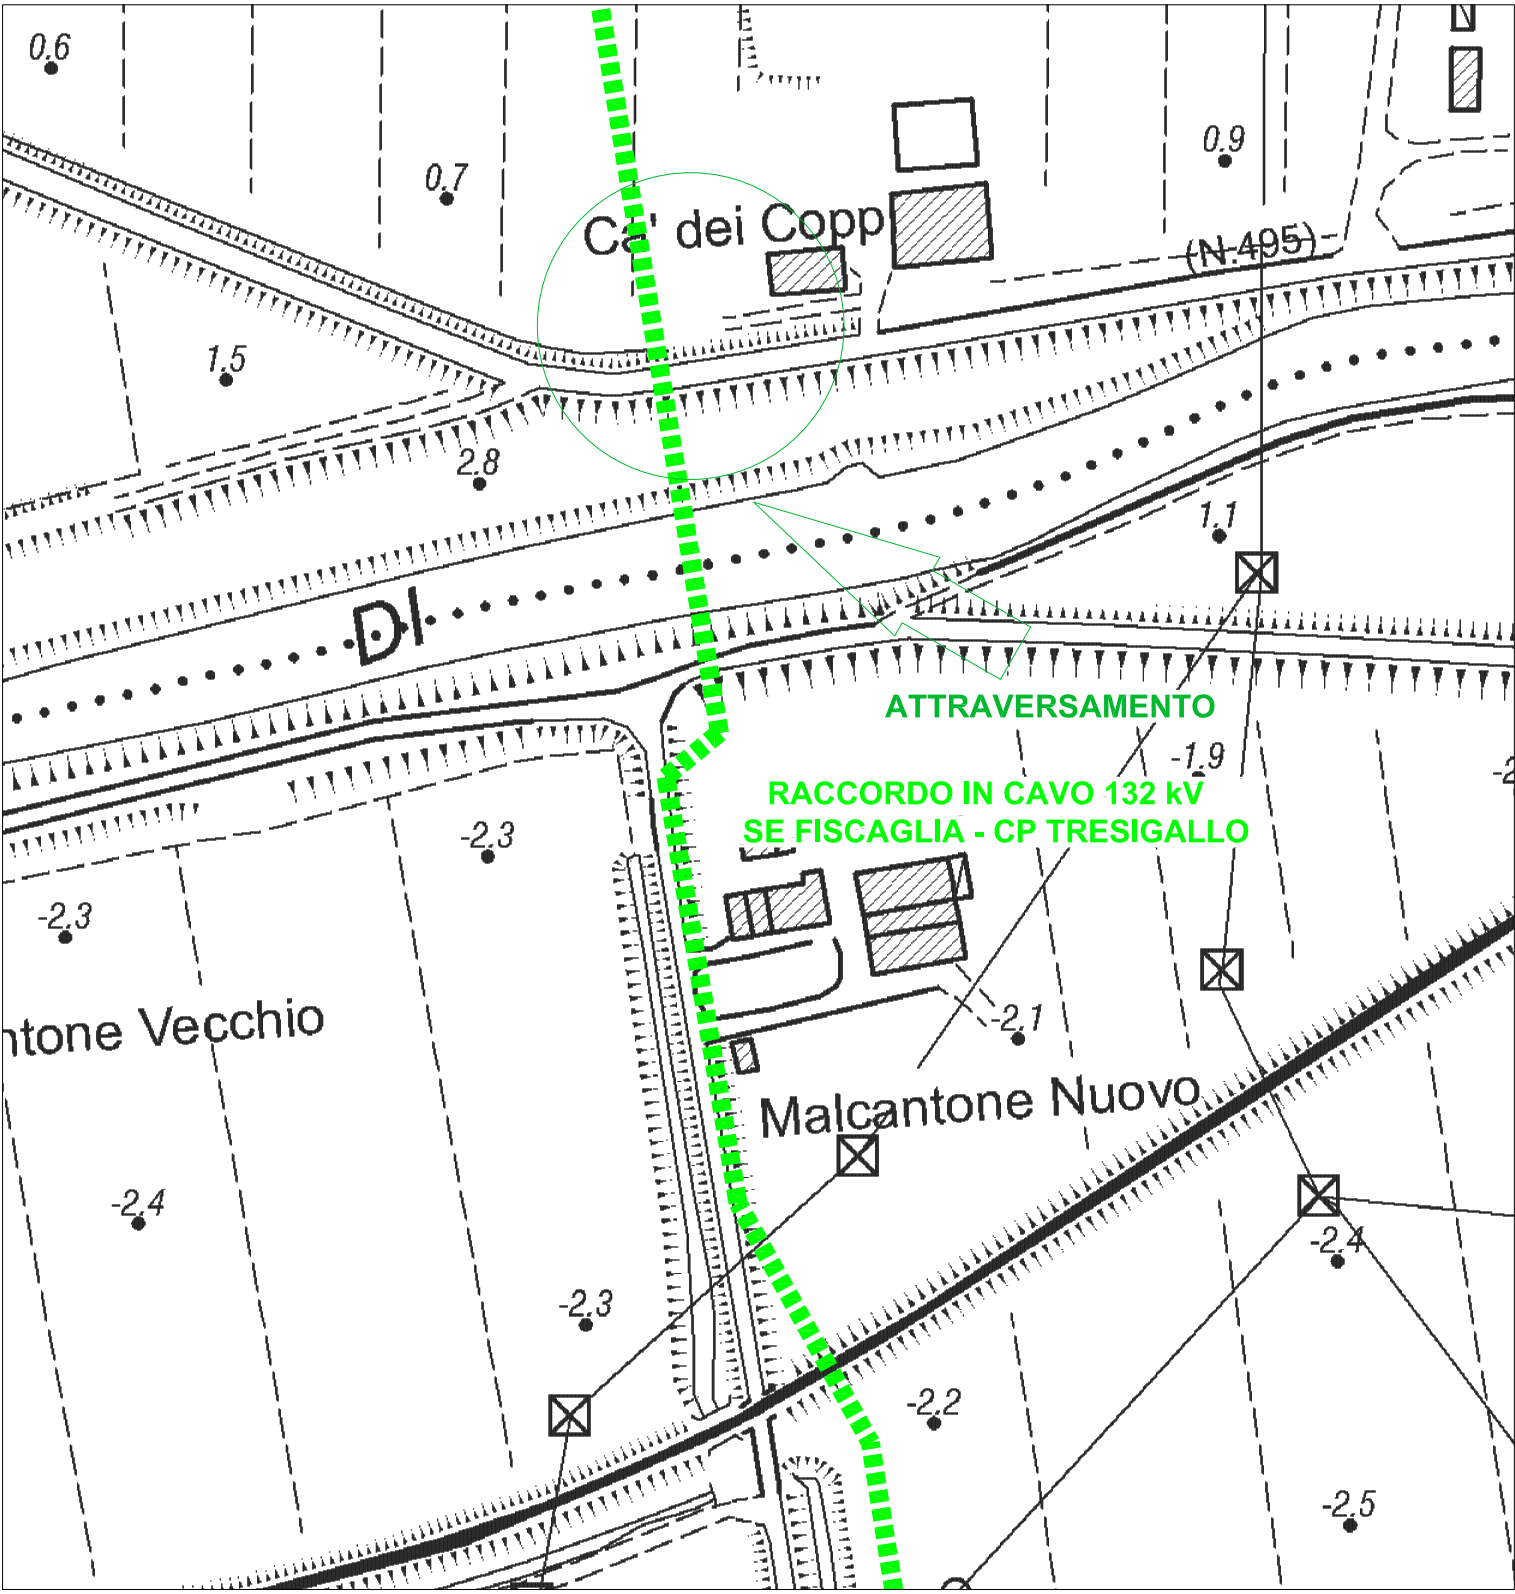 0.6
0.7
0.9
Ca' dei Copp
(N.495)
1.5
2.8
1.1
DI
ATTRAVERSAMENTO
-1.9
-2
RACCORDO IN CAVO 132 kV
SE FISCAGLIA - CP TRESIGALLO
-2.3
-2.3
ntone Vecchio
-2.1
Malcantone Nuovo
-2.4
-2.4
-2.3
-2.2
-2.5